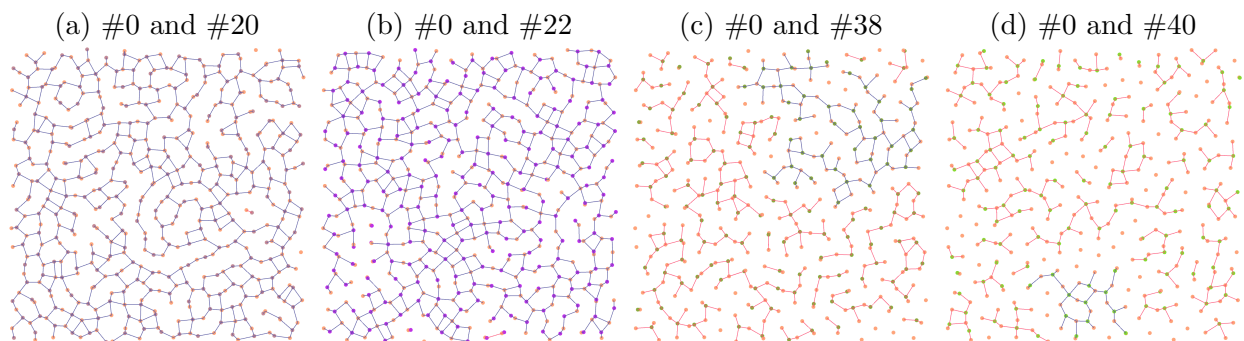 (a) #0 and #20
(b) #0 and #22
(c) #0 and #38
(d) #0 and #40